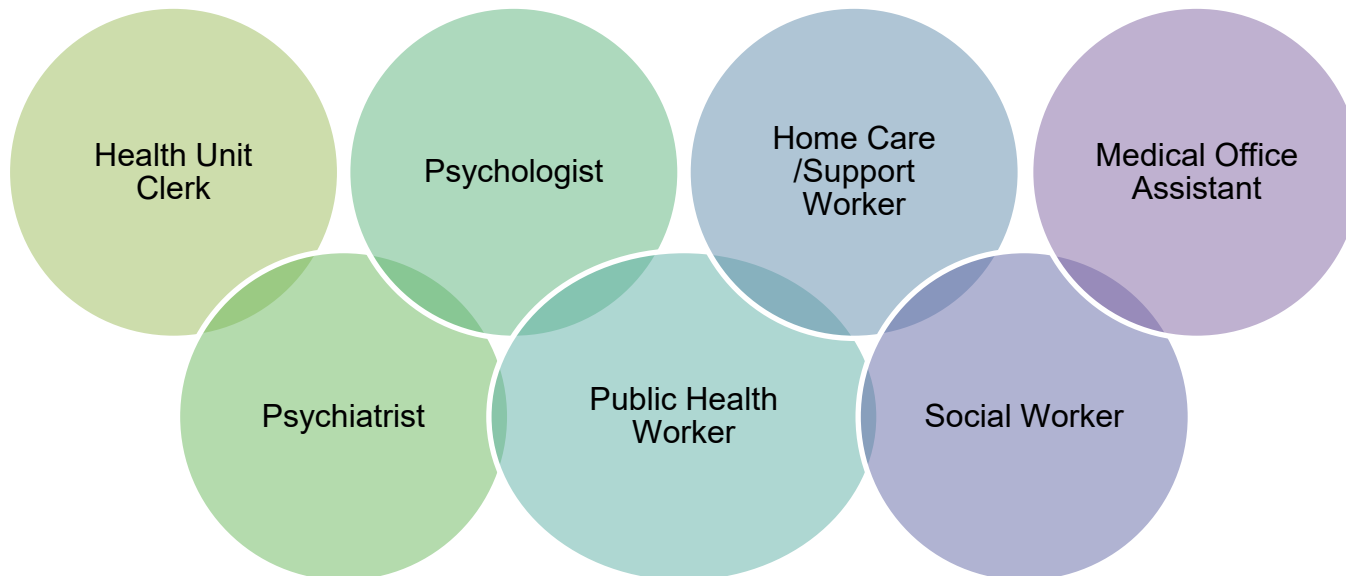 Health Unit
Clerk
Psychologist
Home Care
/Support
Worker
Medical Office
Assistant
Psychiatrist
Public Health
Worker
Social Worker